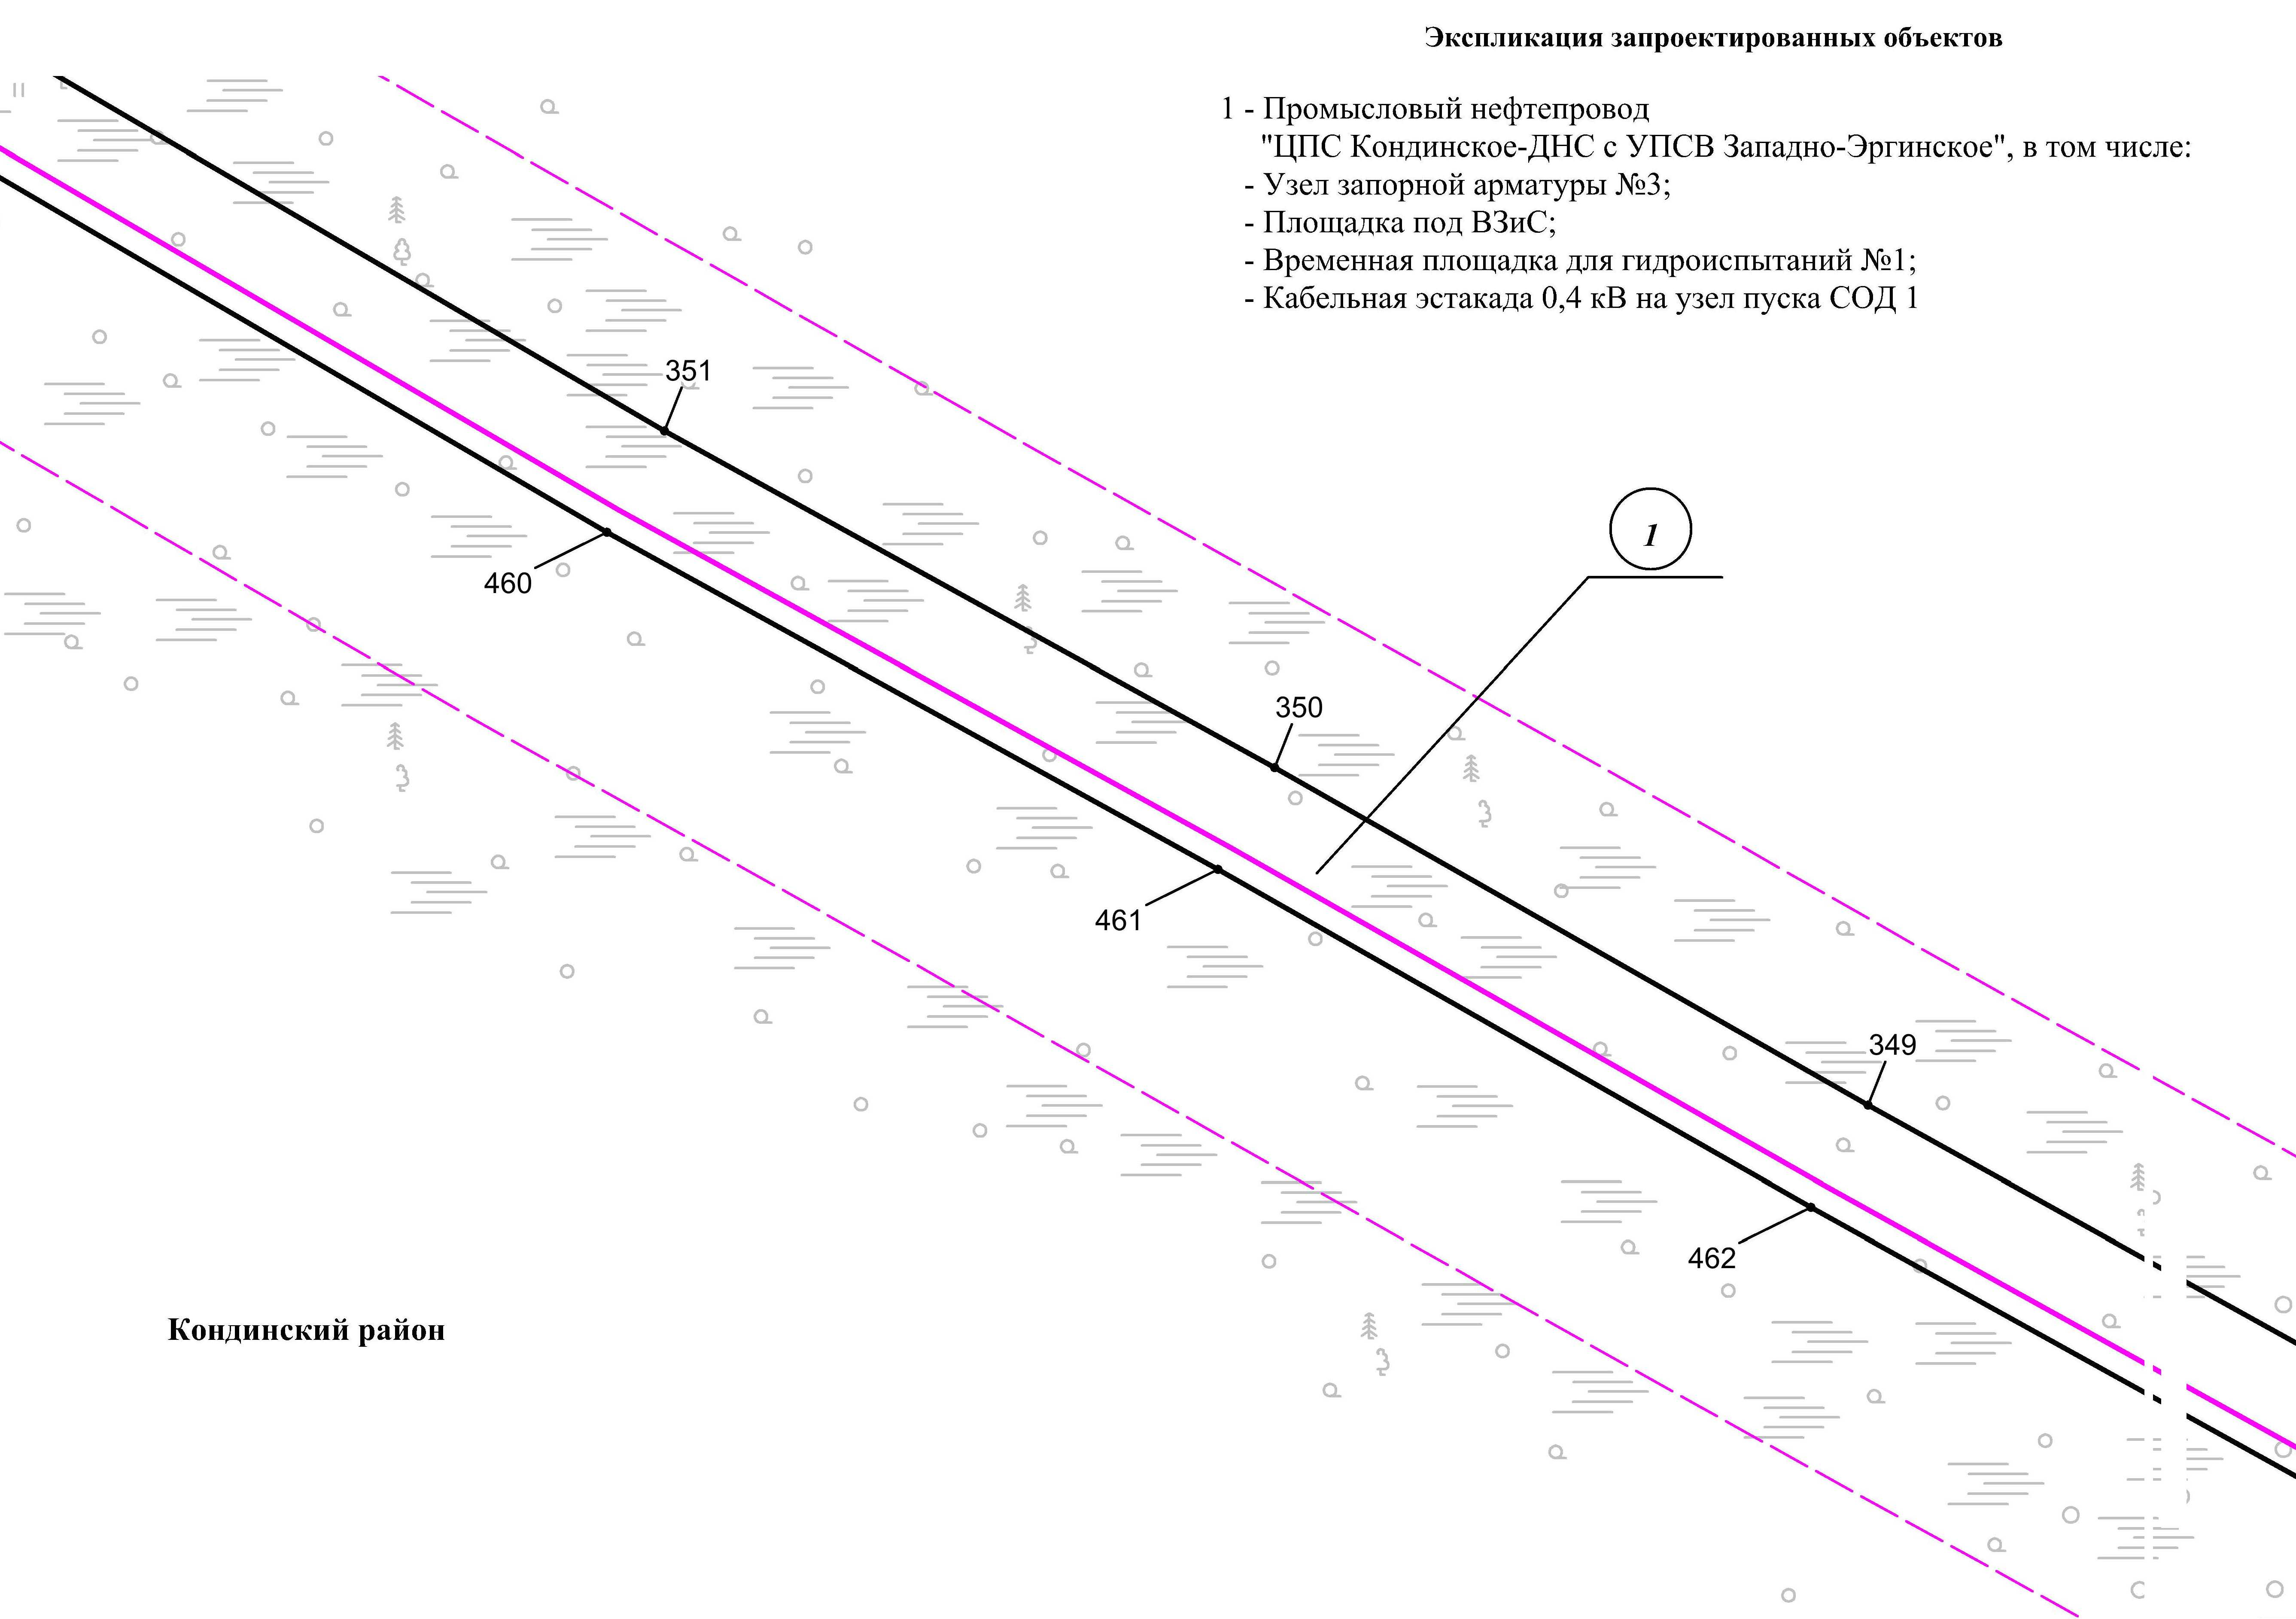 Экспликация запроектированных объектов
1 - Промысловый нефтепровод
"ЦПС Кондинское-ДНС с УПСВ Западно-Эргинское", в том числе:
- Узел запорной арматуры №3;
- Площадка под ВЗиС;
- Временная площадка для гидроиспытаний №1;
- Кабельная эстакада 0,4 кВ на узел пуска СОД 1
351
1
460
350
461
349
462
Кондинский район